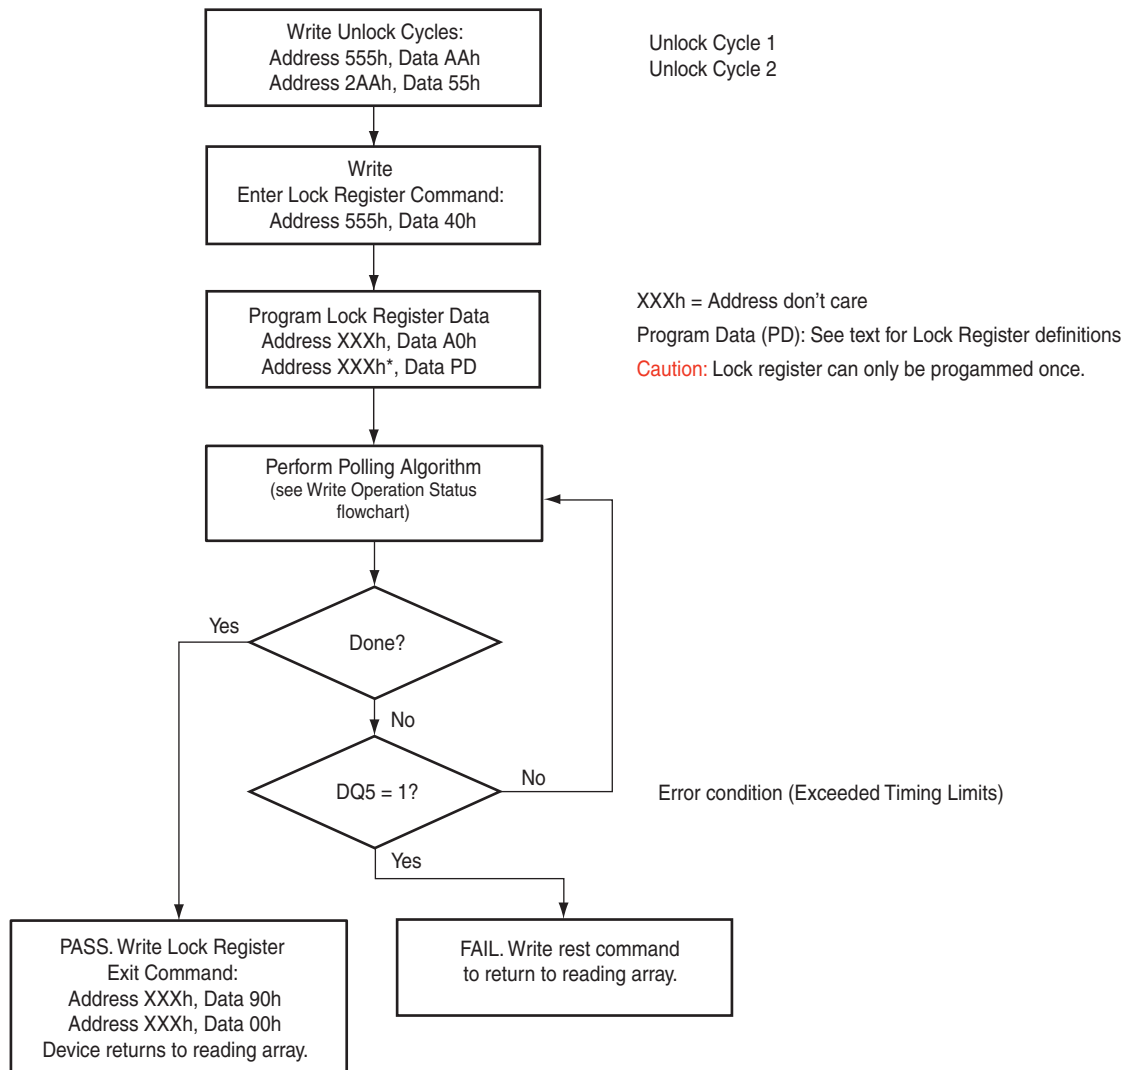 Write Unlock Cycles:
Address 555h, Data AAh
Address 2AAh, Data 55h
Unlock Cycle 1
Unlock Cycle 2
Write
Enter Lock Register Command:
Address 555h, Data 40h
Program Lock Register Data
Address XXXh, Data A0h
Address XXXh*, Data PD
XXXh = Address don’t care
Program Data (PD): See text for Lock Register definitions
Caution: Lock register can only be progammed once.
Perform Polling Algorithm
(see Write Operation Status
flowchart)
Yes
Done?
No
DQ5 = 1?
No
Error condition (Exceeded Timing Limits)
Yes
PASS. Write Lock Register
Exit Command:
Address XXXh, Data 90h
Address XXXh, Data 00h
Device returns to reading array.
FAIL. Write rest command
to return to reading array.